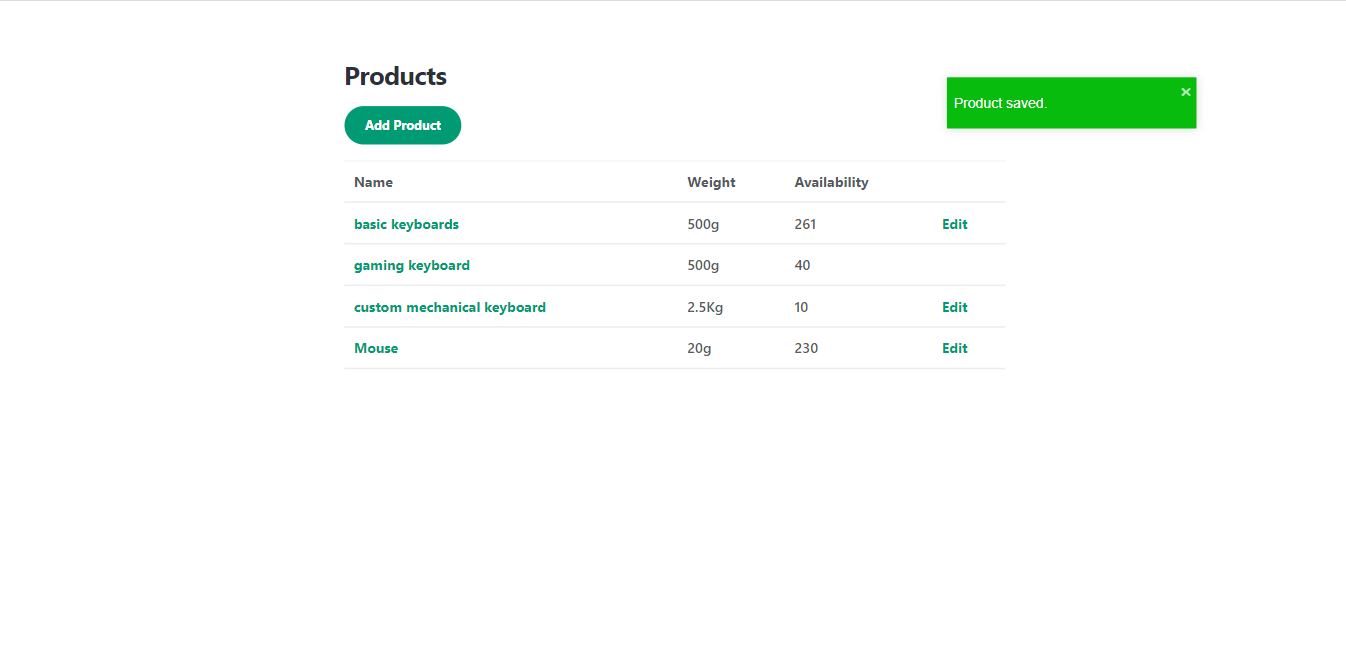 Products
Product saved.
×
Add Product
Name Weight Availability
basic keyboards 500g 261 Edit
gaming keyboard 500g 40
custom mechanical keyboard 2.5Kg 10 Edit
Mouse 20g 230 Edit